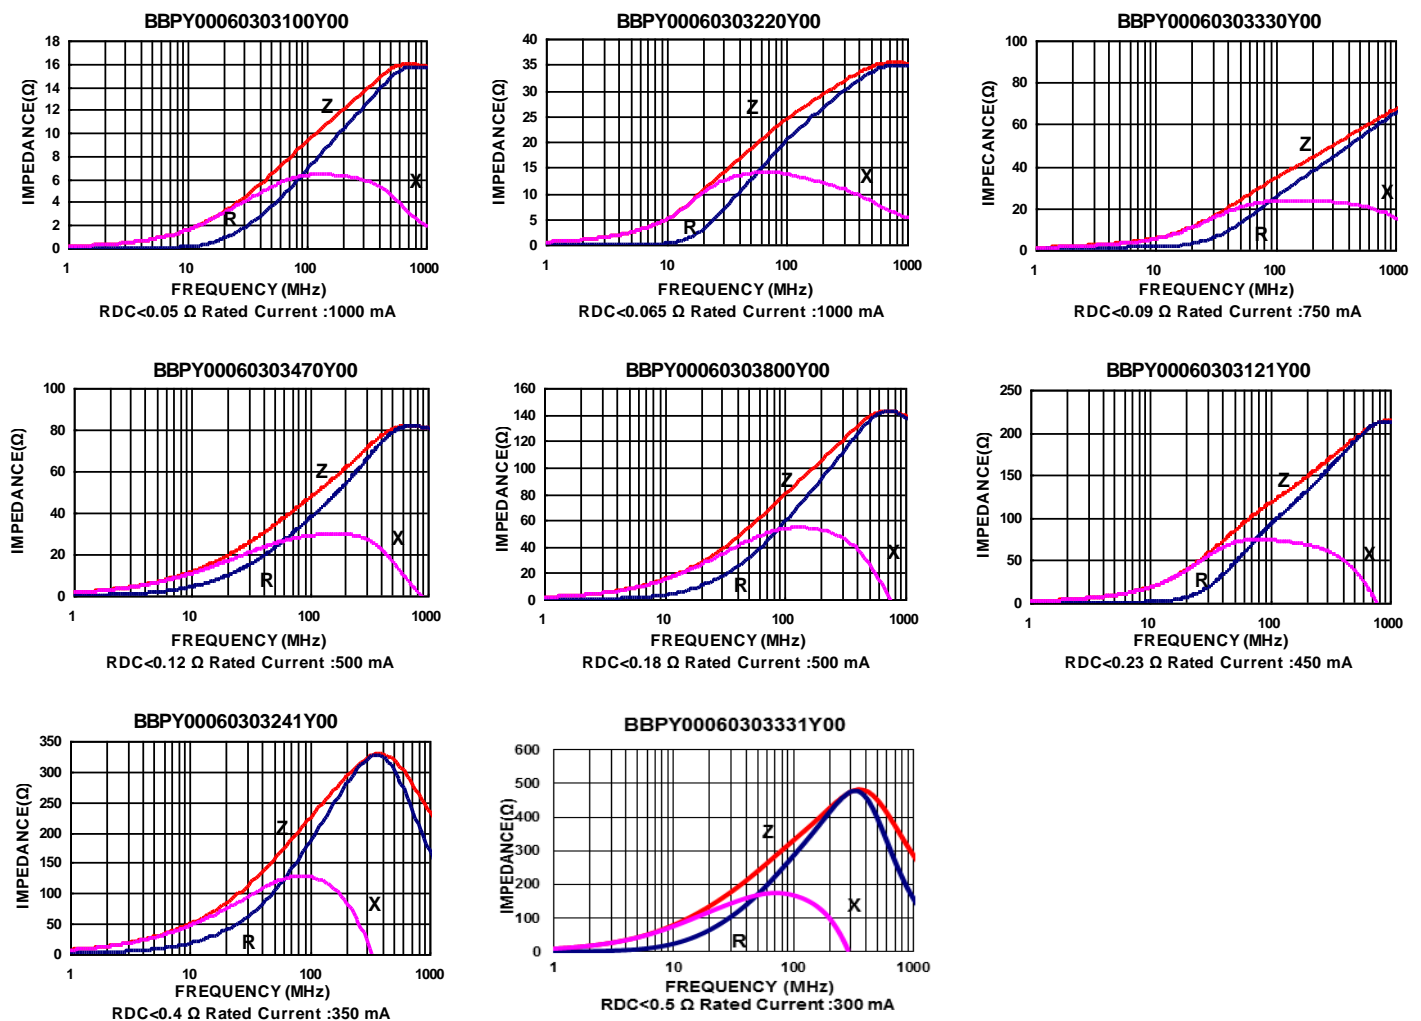 BBPY00060303100Y00
IMPEDANCE(Ω)
18
16
14
12
10
8
6
4
2
0
Z
R
X
1 10 100 1000
FREQUENCY (MHz)
RDC<0.05 Ω Rated Current :1000 mA
BBPY00060303220Y00
IMPEDANCE(Ω)
40
35
30
25
20
15
10
5
0
Z
R
X
1 10 100 1000
FREQUENCY (MHz)
RDC<0.065 Ω Rated Current :1000 mA
BBPY00060303330Y00
IMPECANCE(Ω)
100
80
60
40
20
0
Z
R
X
1 10 100 1000
FREQUENCY (MHz)
RDC<0.09 Ω Rated Current :750 mA
BBPY00060303470Y00
IMPEDANCE(Ω)
100
80
60
40
20
0
Z
R
X
1 10 100 1000
FREQUENCY (MHz)
RDC<0.12 Ω Rated Current :500 mA
BBPY00060303800Y00
IMPEDANCE(Ω)
160
140
120
100
80
60
40
20
0
Z
R
X
1 10 100 1000
FREQUENCY (MHz)
RDC<0.18 Ω Rated Current :500 mA
BBPY00060303121Y00
IMPEDANCE(Ω)
250
200
150
100
50
0
Z
R
X
1 10 100 1000
FREQUENCY (MHz)
RDC<0.23 Ω Rated Current :450 mA
BBPY00060303241Y00
IMPEDANCE(Ω)
350
300
250
200
150
100
50
0
Z
R
X
1 10 100 1000
FREQUENCY (MHz)
RDC<0.4 Ω Rated Current :350 mA
BBPY00060303331Y00
IMPEDANCE(Ω)
600
500
400
300
200
100
0
Z
R
X
1 10 100 1000
FREQUENCY (MHz)
RDC<0.5 Ω Rated Current :300 mA